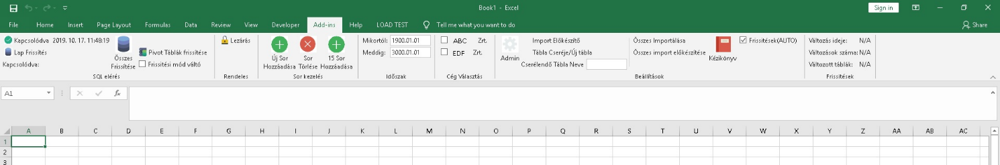 Book1 - Excel
Sign in
File Home Insert Page Layout Formulas Data Review View Developer Add-ins Help LOAD TEST Tell me what you want to do Share
Kapcsolódva 2019. 10. 17. 11:48:19
Lap Frissítés
Kapcsolódva:
Összes
Frissítése
Pivot Táblák frissítése
Frissitési mód váltó
SQL elérés
Lezárás
Rendeles
Új Sor
Hozzáadása
Sor
Törlése
15 Sor
Hozzáadása
Sor kezelés
Mikortól: 1900.01.01
Meddig: 3000.01.01
Időszak
ABC Zrt.
EDF Zrt.
Cég Választás
Admin
Import Előkészítő
Tábla Cseréje/Új tábla
Cserélendő Tábla Neve
Összes Importálása
Összes import előkészítése
Kézikönyv
Frissítések(AUTO)
Beállítások
Változás ideje: N/A
Változások száma: N/A
Változott táblák: N/A
Frissítések
A1
fx
A B C D E F G H I J K L M N O P Q R S T U V W X Y Z AA AB AC
1
2
3